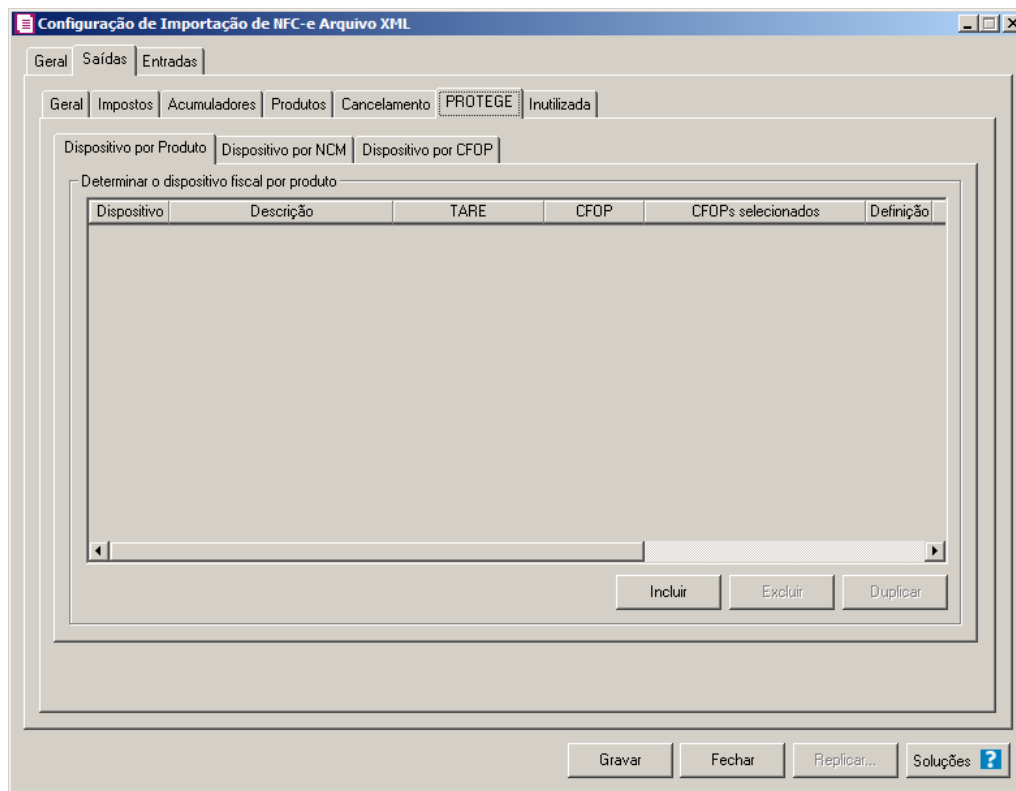 Configuração de Importação de NFC-e Arquivo XML
Geral Saídas Entradas
Geral Impostos Acumuladores Produtos Cancelamento PROTEGE Inutilizada
Dispositivo por Produto Dispositivo por NCM Dispositivo por CFOP
Determinar o dispositivo fiscal por produto
Dispositivo Descrição TARE CFOP CFOPs selecionados Definição
Incluir Excluir Duplicar
Gravar Fechar Replicar... Soluções ?